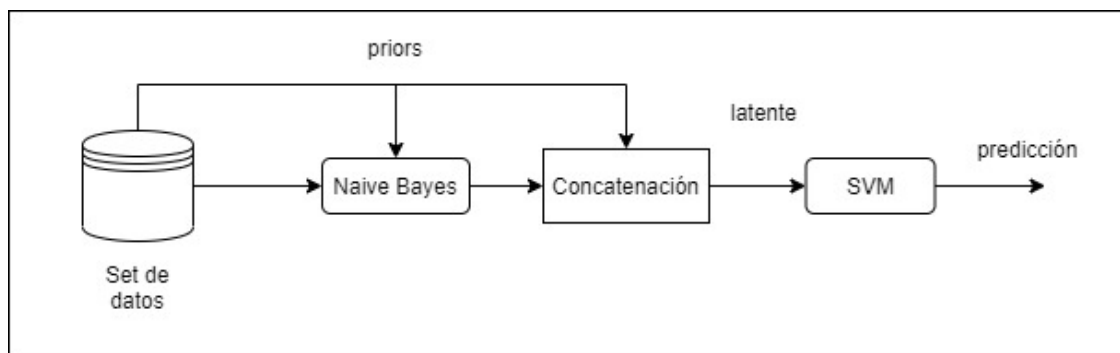 priors
latente
predicción
Naive Bayes
Concatenación
SVM
Set de
datos